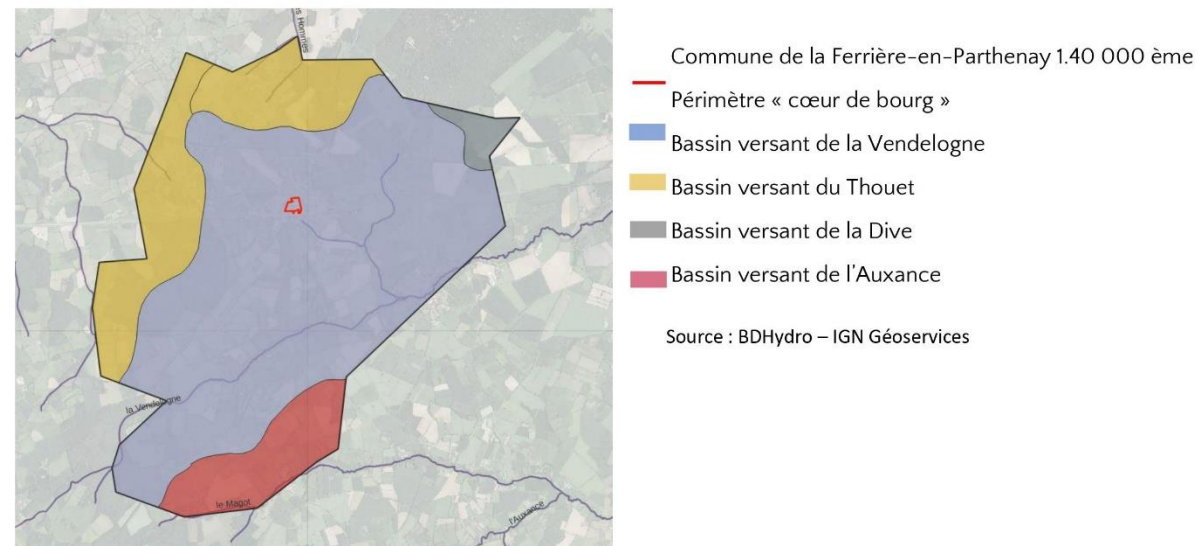 s Hommes
la Vendelogne
le Magot
l'Auxance
Commune de la Ferrière-en-Parthenay 1.40 000 ème
Périmètre « cœur de bourg »
Bassin versant de la Vendelogne
Bassin versant du Thouet
Bassin versant de la Dive
Bassin versant de l'Auxance
Source : BDHydro – IGN Géoservices